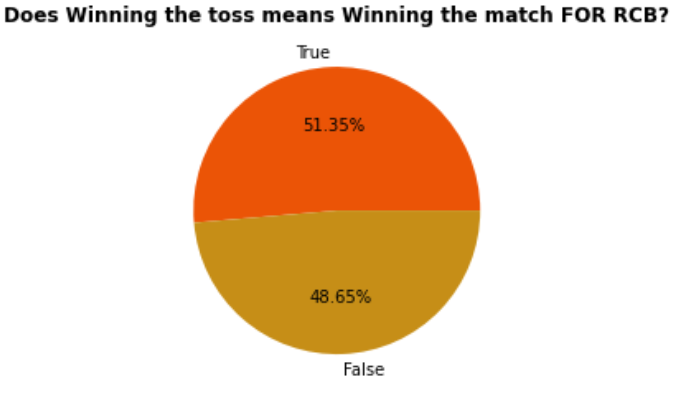 Does Winning the toss means Winning the match FOR RCB?
True
51.35%
48.65%
False